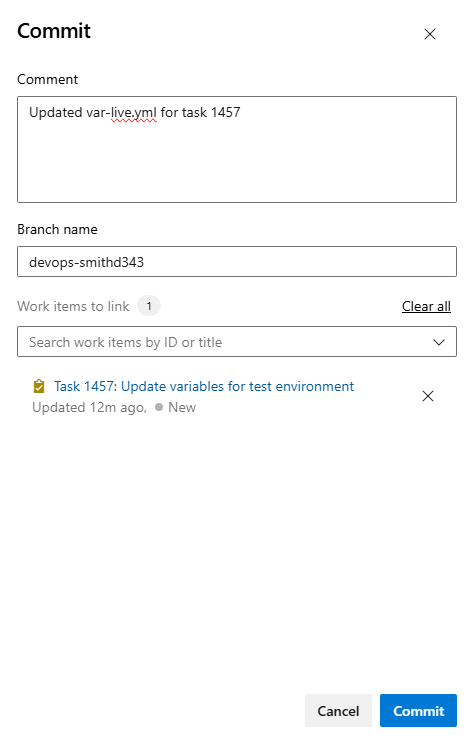 Commit
Comment
Updated var-live.yml for task 1457
Branch name
devops-smithd343
Work items to link 1 Clear all
Search work items by ID or title
Task 1457: Update variables for test environment
Updated 12m ago, New
Cancel Commit